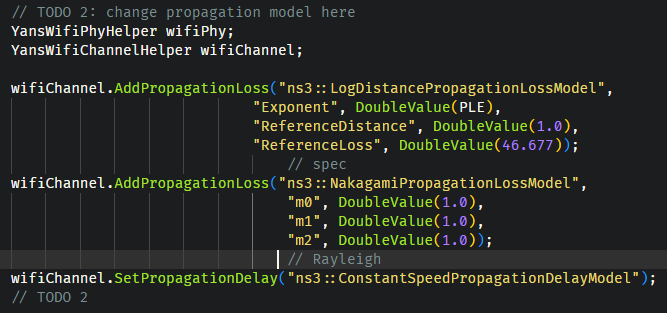 // TODO 2: change propagation model here
YansWifiPhyHelper wifiPhy;
YansWifiChannelHelper wifiChannel;
wifiChannel.AddPropagationLoss("ns3::LogDistancePropagationLossModel",
"Exponent", DoubleValue(PLE),
"ReferenceDistance", DoubleValue(1.0),
"ReferenceLoss", DoubleValue(46.677));
// spec
wifiChannel.AddPropagationLoss("ns3::NakagamiPropagationLossModel",
"m0", DoubleValue(1.0),
"m1", DoubleValue(1.0),
"m2", DoubleValue(1.0));
// Rayleigh
wifiChannel.SetPropagationDelay("ns3::ConstantSpeedPropagationDelayModel");
// TODO 2